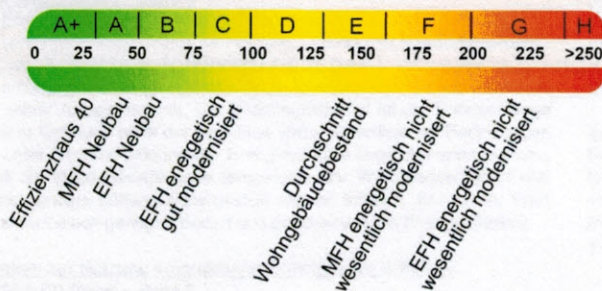 A+ A B C D E F G H
0 25 50 75 100 125 150 175 200 225 >250
Effizienzhaus 40
MFH Neubau
EFH Neubau
EFH energetisch
gut modernisiert
Durchschnitt
Wohngebäudebestand
MFH energetisch nicht
wesentlich modernisiert
EFH energetisch nicht
wesentlich modernisiert